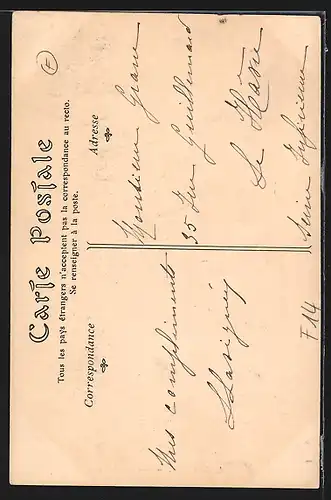 Carte Postale
Tous les pays étrangers n'acceptent pas la correspondance au recto.
Se renseigner à la poste.
Correspondance
Adresse
Mes compliments
Monsieur
35 Rue Guillemard
Le Havre
Seine Inférieure
F14